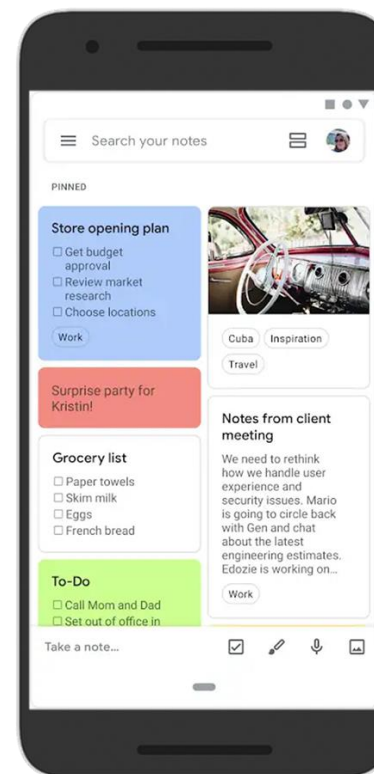 Search your notes
PINNED
Store opening plan
Get budget
approval
Review market
research
Choose locations
Work
Surprise party for
Kristin!
Grocery list
Paper towels
Skim milk
Eggs
French bread
To-Do
Call Mom and Dad
Set out of office in
Cuba
Inspiration
Travel
Notes from client
meeting
We need to rethink
how we handle user
experience and
security issues. Mario
is going to circle back
with Gen and chat
about the latest
engineering estimates.
Edozie is working on...
Work
Take a note...